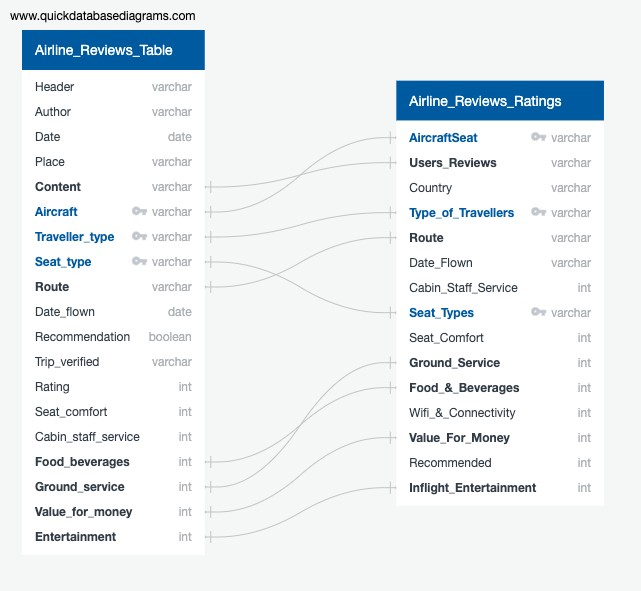 www.quickdatabasediagrams.com
Airline_Reviews_Table
Header varchar
Author varchar
Date date
Place varchar
Content varchar
Aircraft varchar
Traveller_type varchar
Seat_type varchar
Route varchar
Date_flown date
Recommendation boolean
Trip_verified varchar
Rating int
Seat_comfort int
Cabin_staff_service int
Food_beverages int
Ground_service int
Value_for_money int
Entertainment int
Airline_Reviews_Ratings
AircraftSeat varchar
Users_Reviews varchar
Country varchar
Type_of_Travellers varchar
Route varchar
Date_Flown varchar
Cabin_Staff_Service int
Seat_Types varchar
Seat_Comfort int
Ground_Service int
Food_&_Beverages int
Wifi_&_Connectivity int
Value_For_Money int
Recommended int
Inflight_Entertainment int